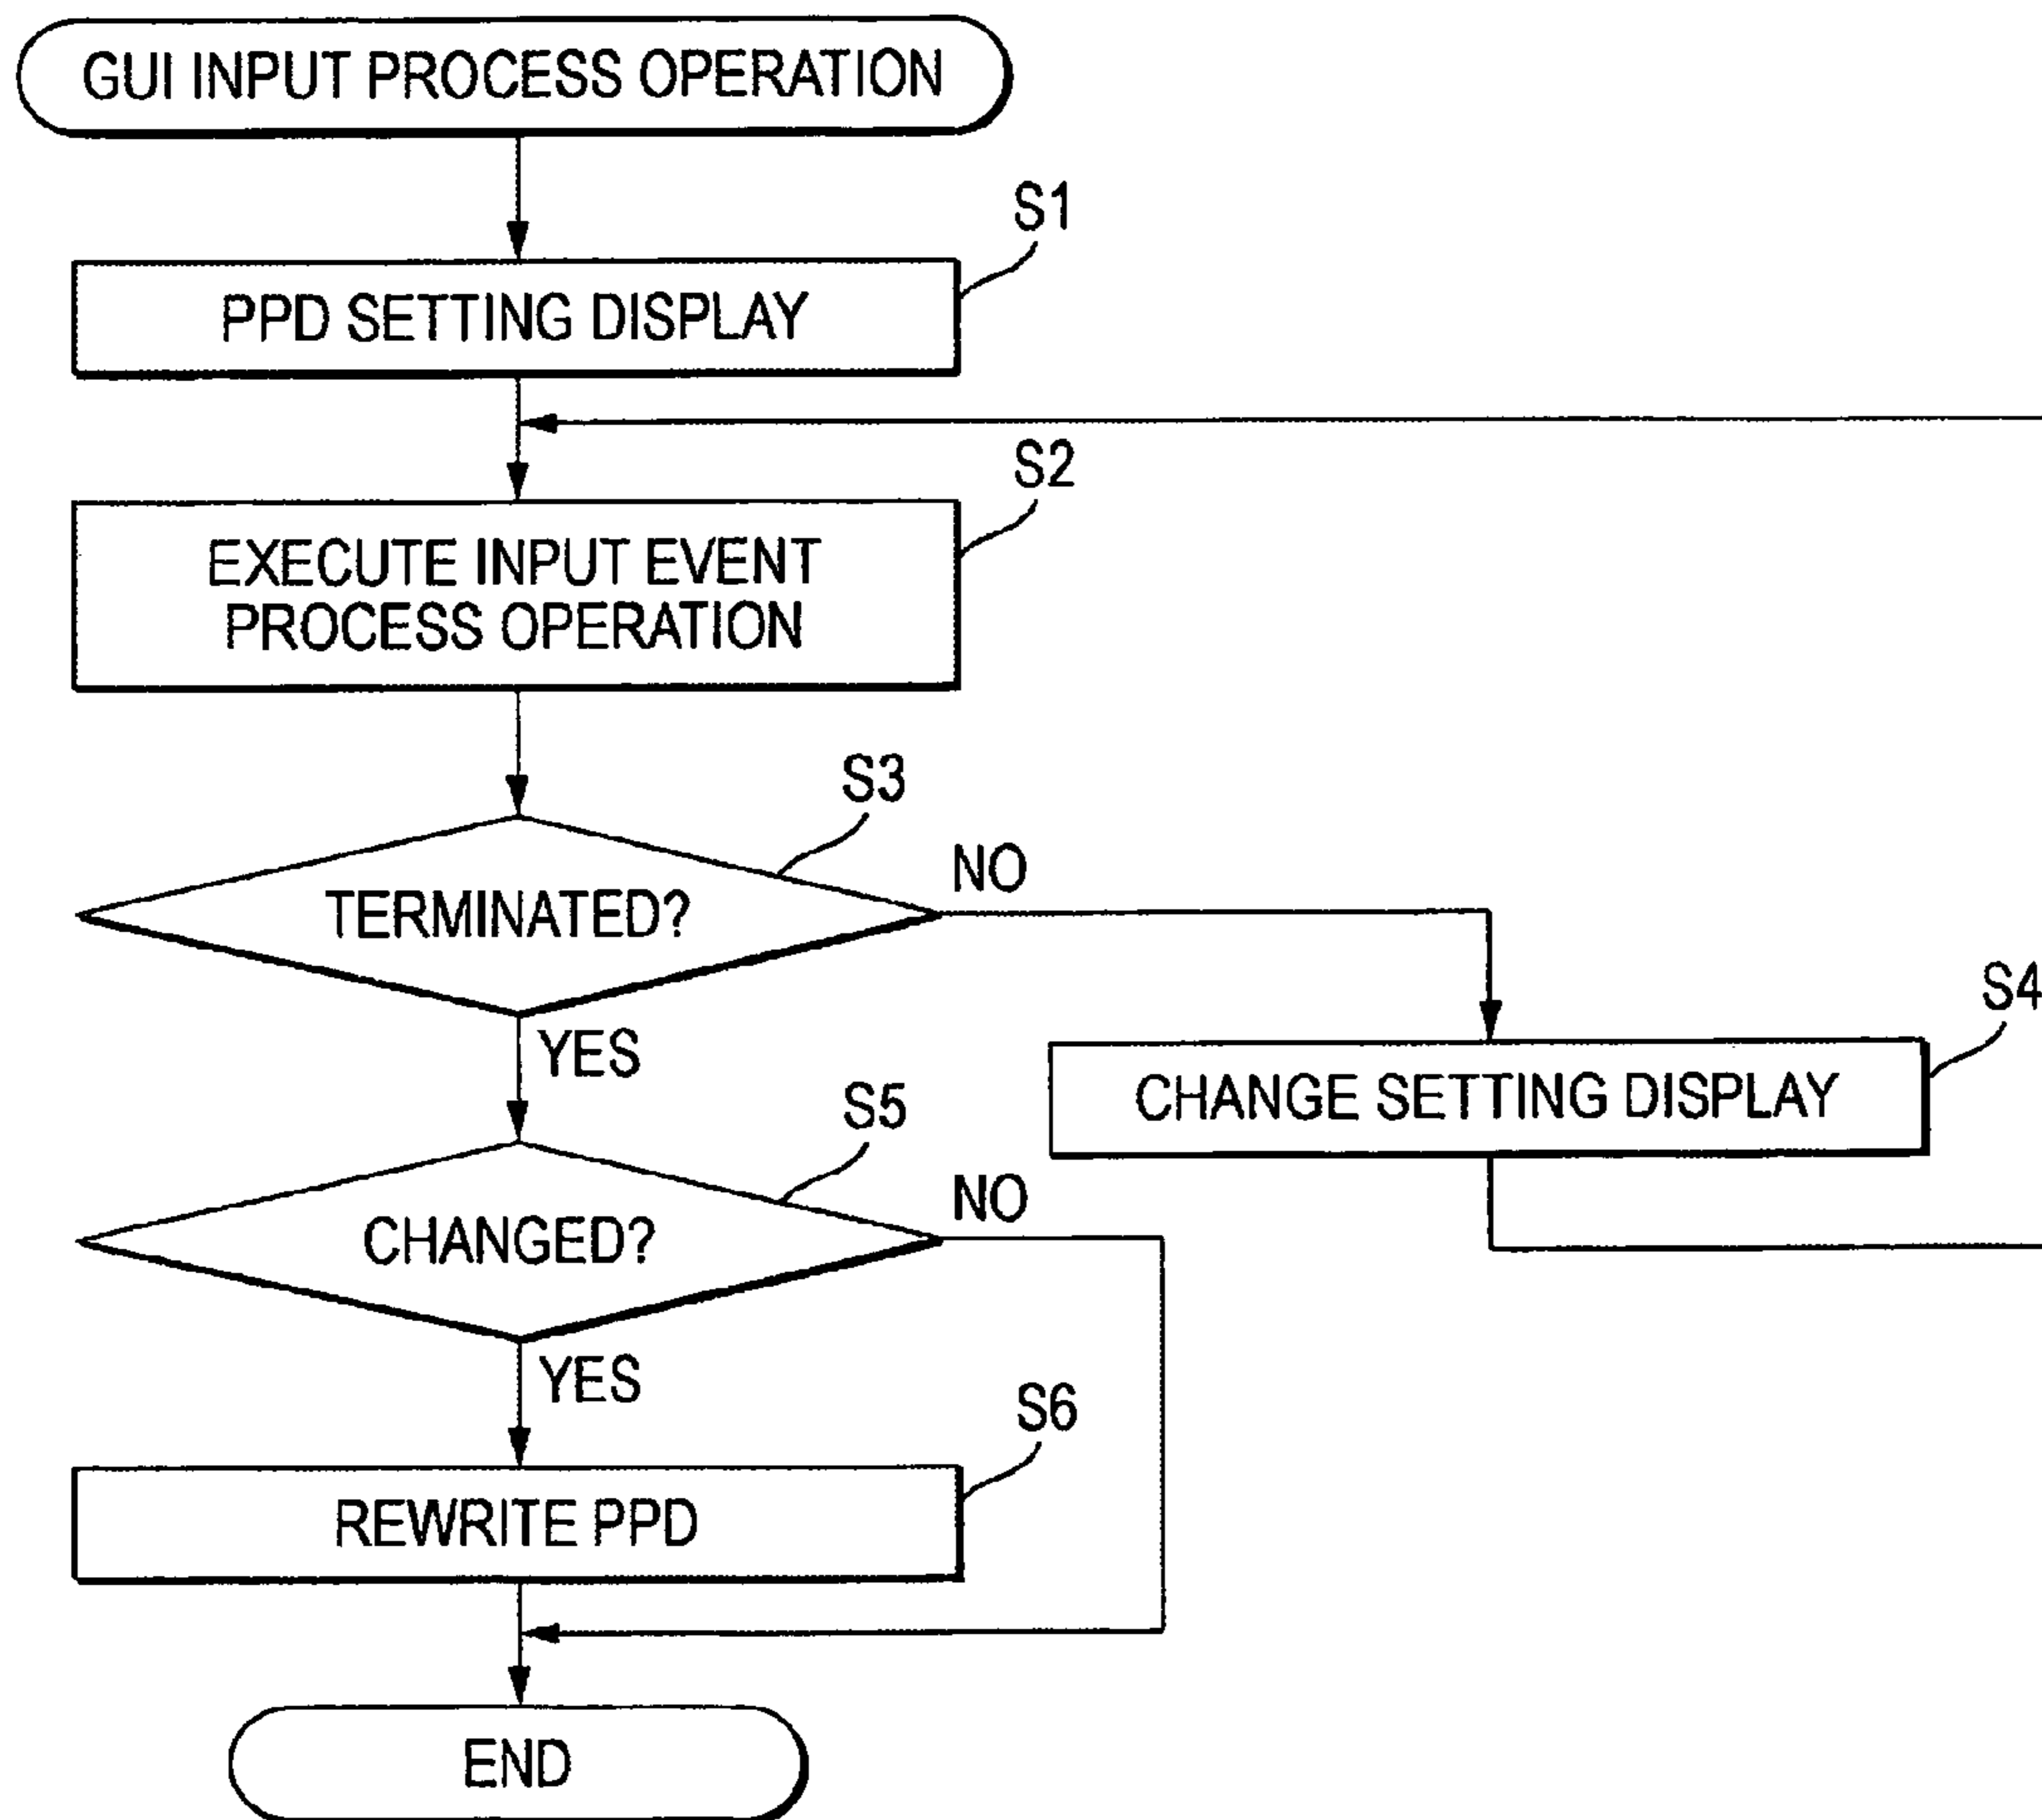 GUI INPUT PROCESS OPERATION
S1
PPD SETTING DISPLAY
S2
EXECUTE INPUT EVENT
PROCESS OPERATION
S3
TERMINATED?
NO
YES
S4
CHANGE SETTING DISPLAY
S5
CHANGED?
NO
YES
S6
REWRITE PPD
END